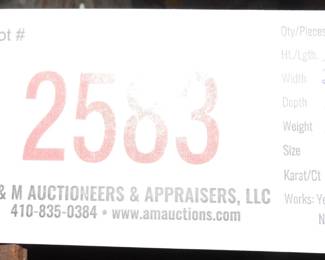 ot #
2583
& M AUCTIONEERS & APPRAISERS, LLC
410-835-0384 • www.amauctions.com
Qty/Pieces
Ht./Lgth.
Width
Depth
Weight
Size
Karat/Ct
Works: Ye
N